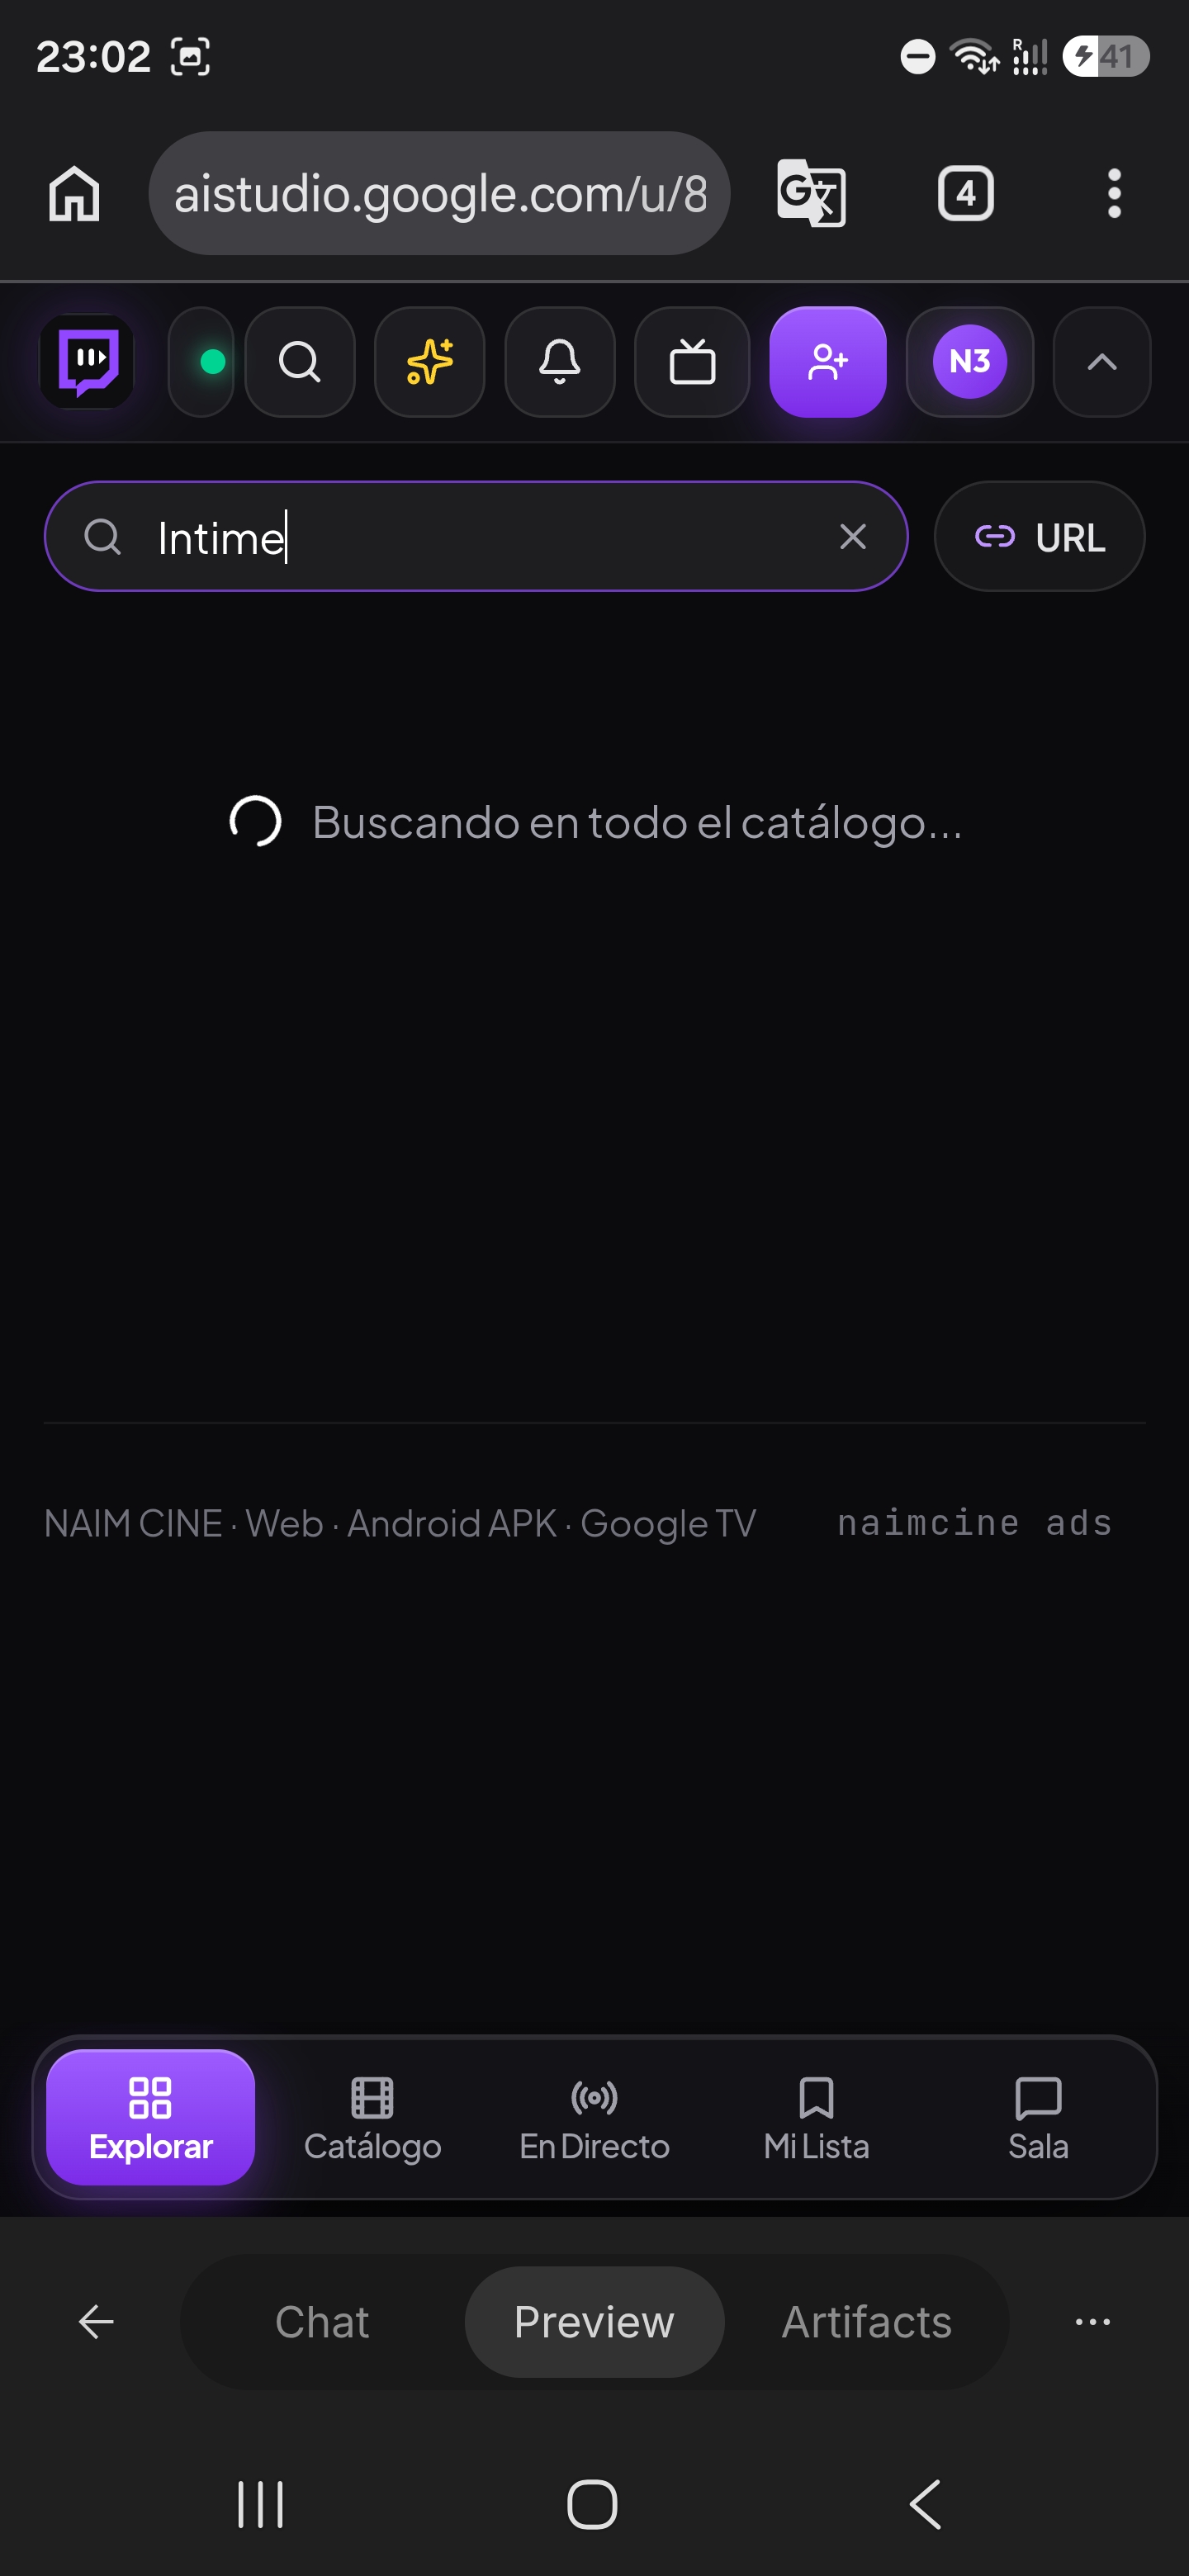 23:02
R
41
aistudio.google.com/u/8
4
N3
Intime
URL
Buscando en todo el catálogo...
NAIM CINE · Web · Android APK · Google TV
naimcine ads
Explorar
Catálogo
En Directo
Mi Lista
Sala
Chat
Preview
Artifacts